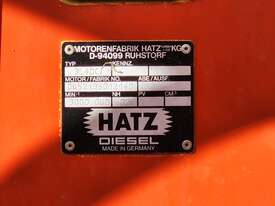 MOTORENFABRIK HATZ KG
D-94099 RUHSTORF
TYP KENNZ.
MOTOR / FABRIK NO. ABE / AUSF.
MIN⁻¹ NH PV CM³
HATZ
DIESEL
MADE IN GERMANY